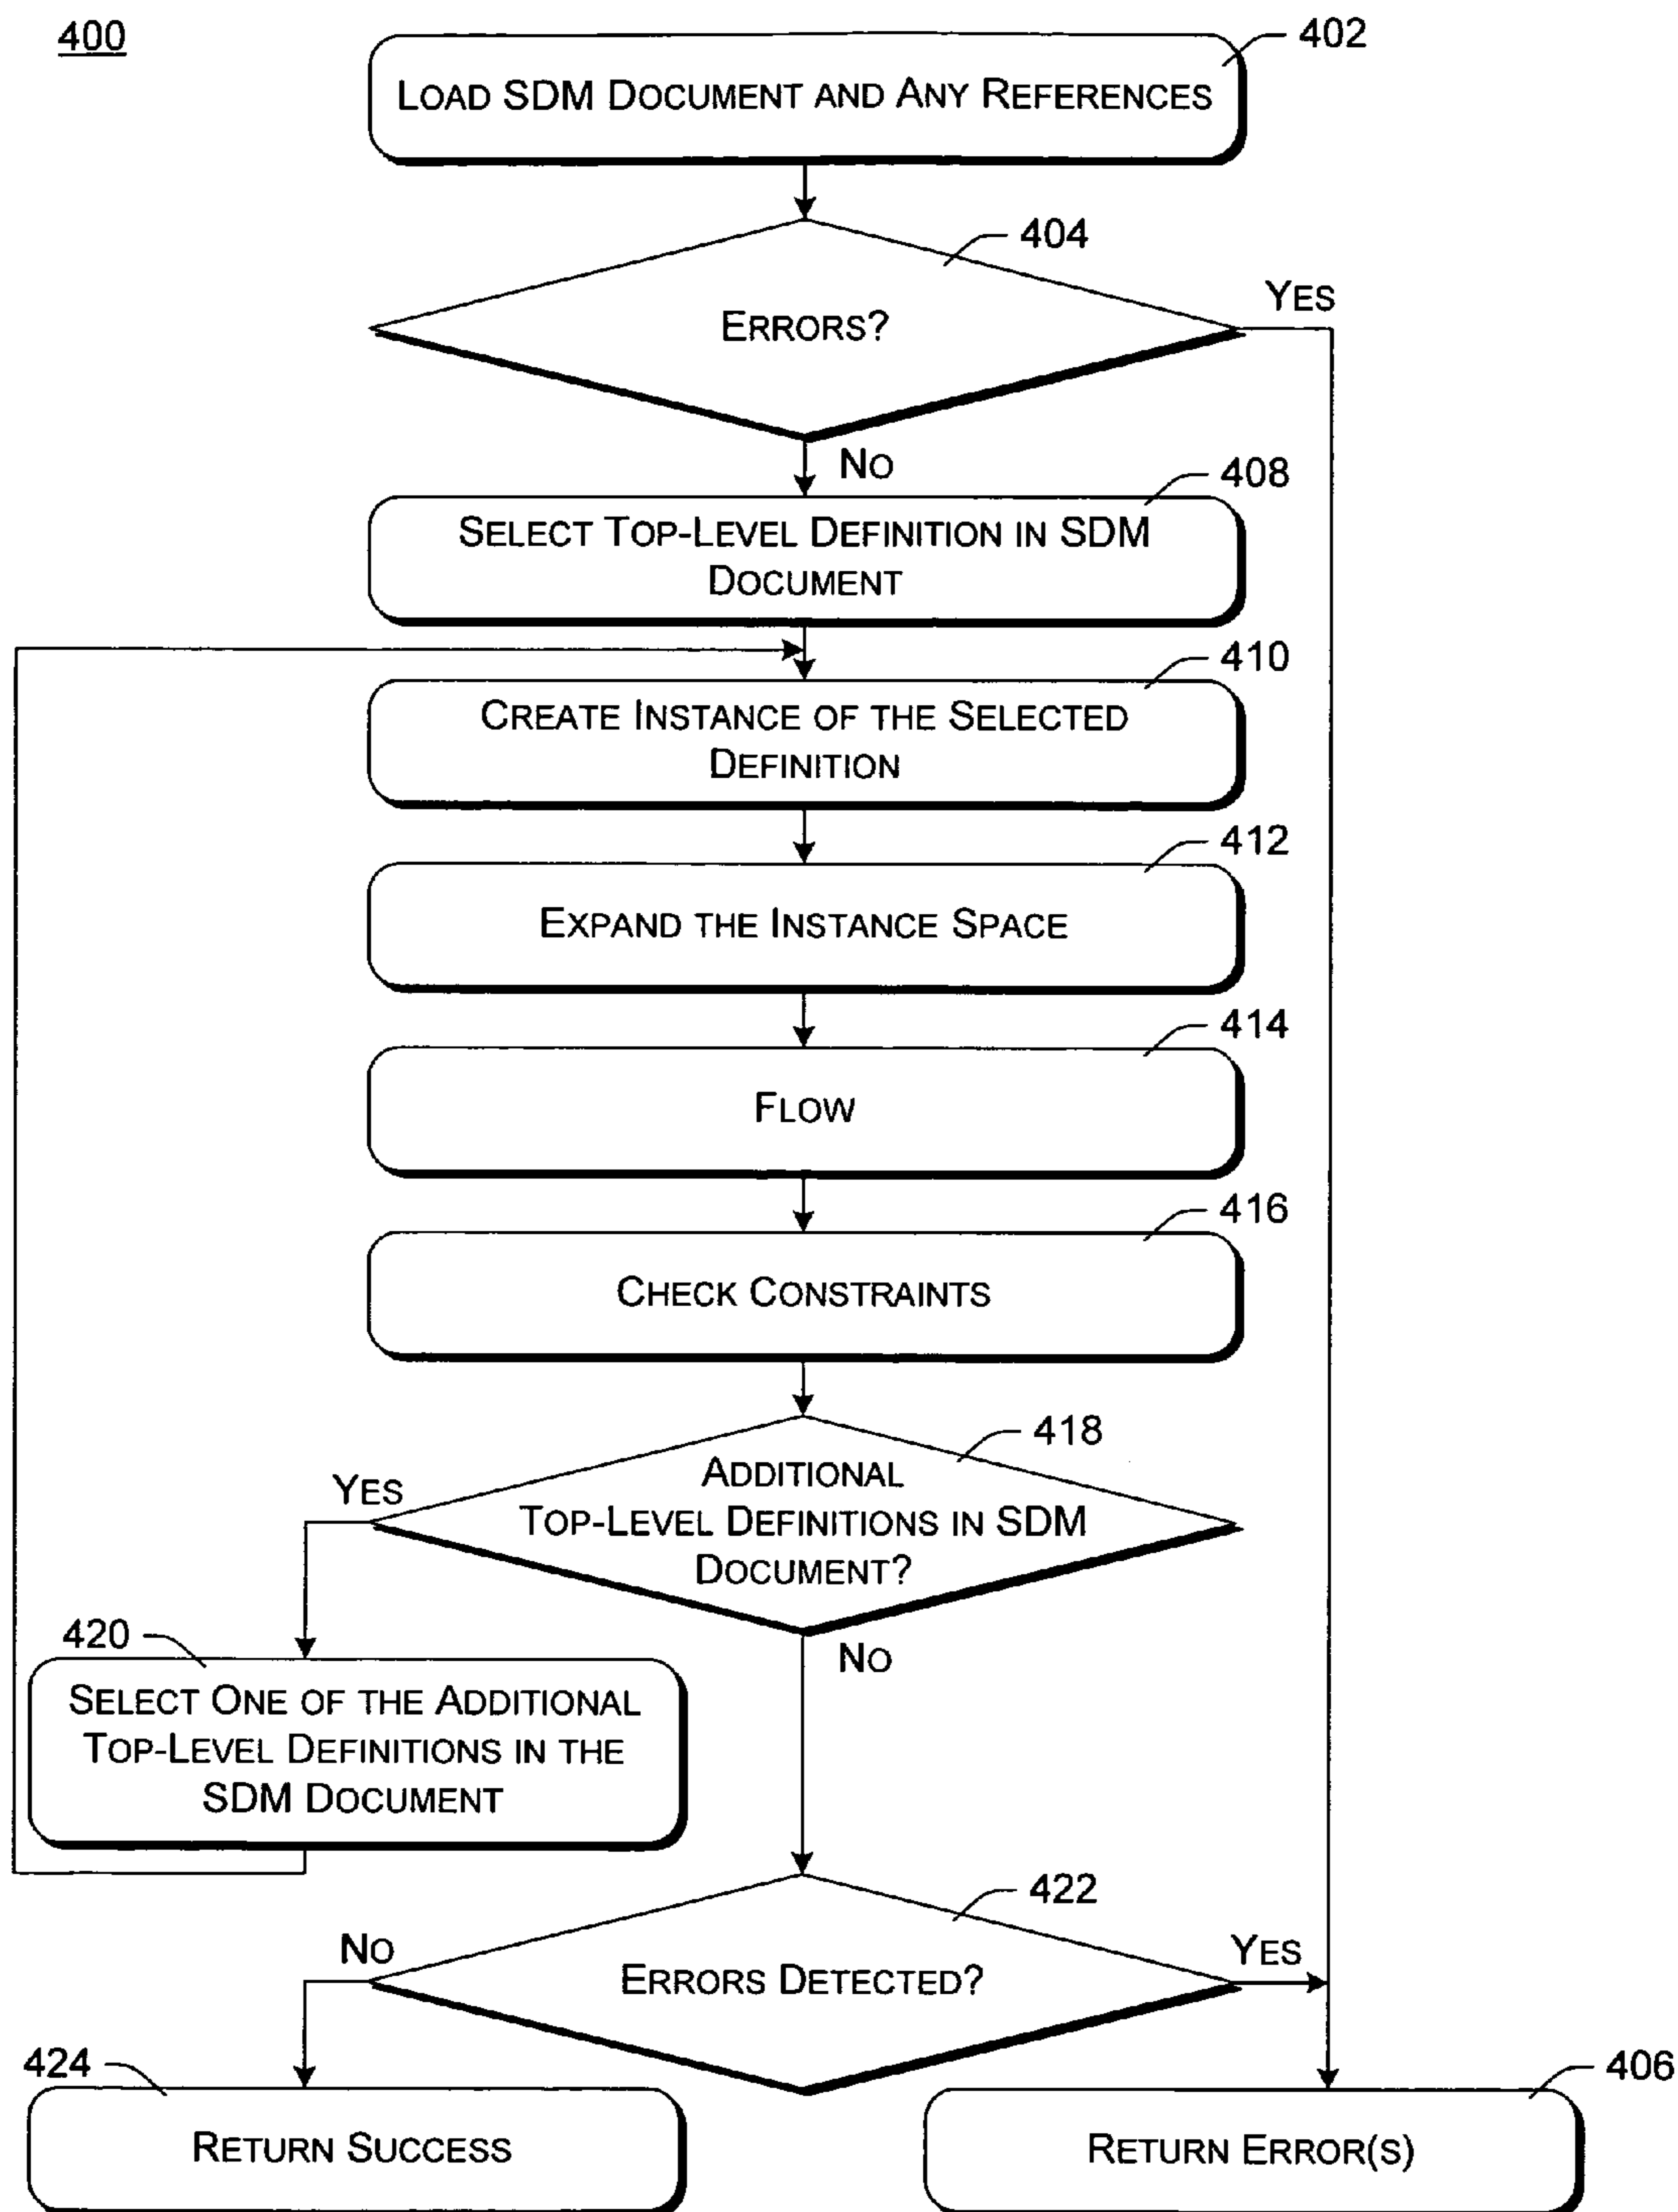 400
402
LOAD SDM DOCUMENT AND ANY REFERENCES
404
ERRORS?
YES
NO
408
SELECT TOP-LEVEL DEFINITION IN SDM
DOCUMENT
410
CREATE INSTANCE OF THE SELECTED
DEFINITION
412
EXPAND THE INSTANCE SPACE
414
FLOW
416
CHECK CONSTRAINTS
418
ADDITIONAL
TOP-LEVEL DEFINITIONS IN SDM
DOCUMENT?
YES
NO
420
SELECT ONE OF THE ADDITIONAL
TOP-LEVEL DEFINITIONS IN THE
SDM DOCUMENT
422
ERRORS DETECTED?
NO
YES
424
RETURN SUCCESS
406
RETURN ERROR(S)